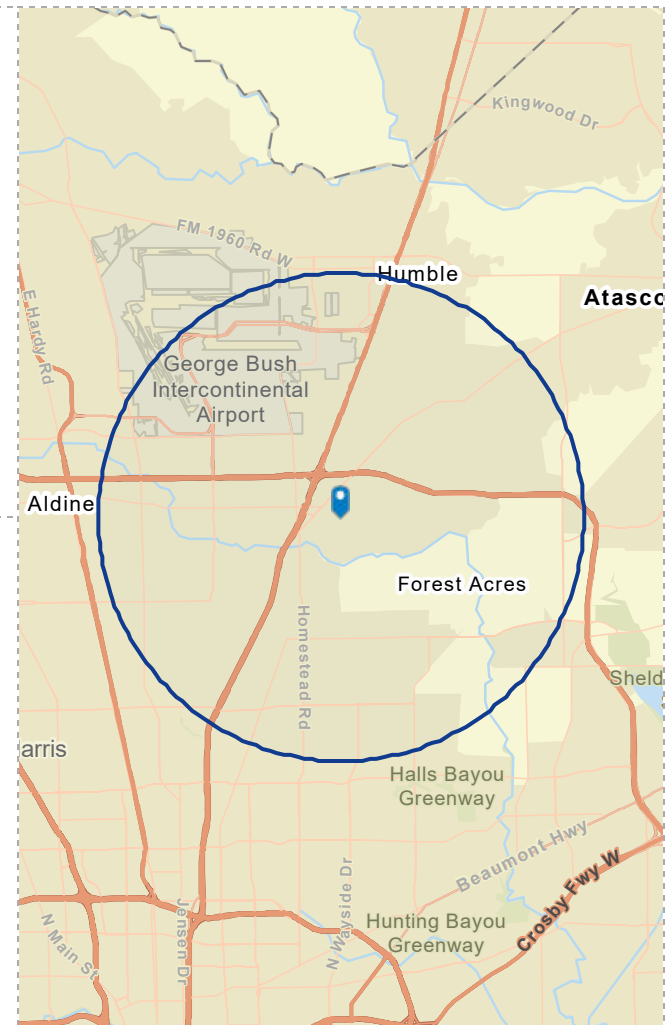 Kingwood Dr
FM 1960 Rd W
Humble
Atasco
E Hardy Rd
George Bush
Intercontinental
Airport
Aldine
Forest Acres
Homestead Rd
Sheld
arris
Halls Bayou
Greenway
Beaumont Hwy
Crosby Fwy W
N Wayside Dr
Jensen Dr
Hunting Bayou
Greenway
N Main St